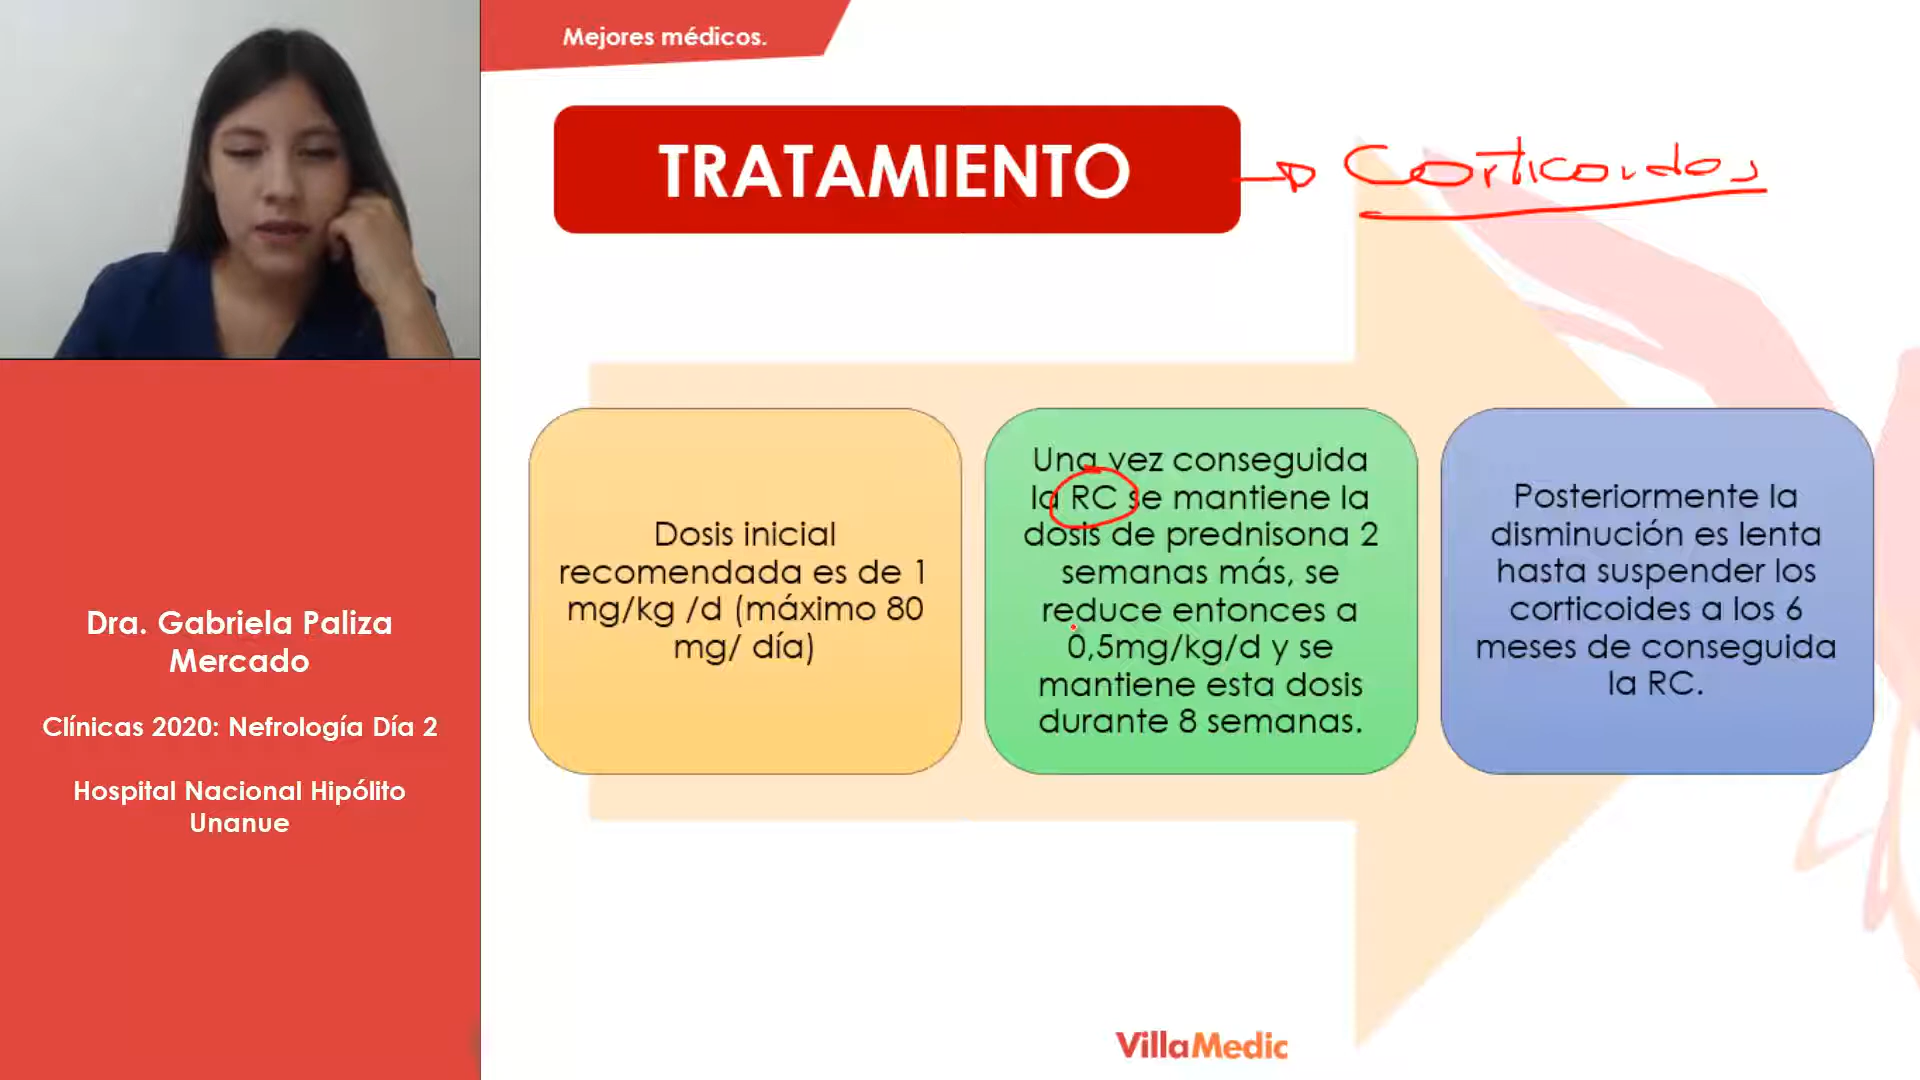 Mejores médicos.
TRATAMIENTO
Corticoides
Dosis inicial
recomendada es de 1
mg/kg /d (máximo 80
mg/ día)
Una vez conseguida
la RC se mantiene la
dosis de prednisona 2
semanas más, se
reduce entonces a
0,5mg/kg/d y se
mantiene esta dosis
durante 8 semanas.
Posteriormente la
disminución es lenta
hasta suspender los
corticoides a los 6
meses de conseguida
la RC.
Dra. Gabriela Paliza
Mercado
Clínicas 2020: Nefrología Día 2
Hospital Nacional Hipólito
Unanue
VillaMedic